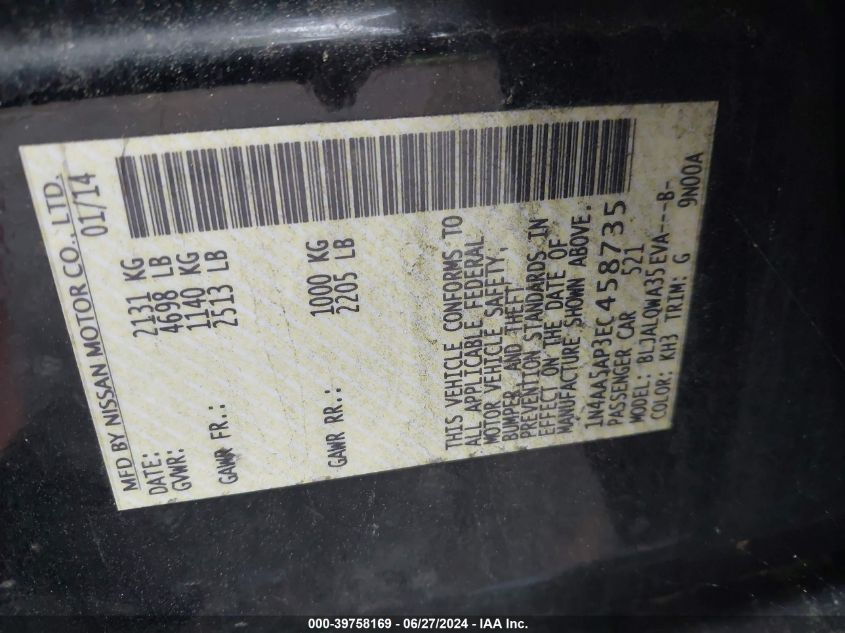 MFD BY NISSAN MOTOR CO., LTD.
DATE: 01/14
GVWR: 2131 KG
4698 LB
GAWR FR.: 1140 KG
2513 LB
GAWR RR.: 1000 KG
2205 LB
THIS VEHICLE CONFORMS TO
ALL APPLICABLE FEDERAL
MOTOR VEHICLE SAFETY,
BUMPER AND THEFT
PREVENTION STANDARDS IN
EFFECT ON THE DATE OF
MANUFACTURE SHOWN ABOVE.
1N4AA5AP3EC458735
PASSENGER CAR 521
MODEL: BLJALQWA35EVA---B-
COLOR: KH3 TRIM: G 9N00A
000-39758169 - 06/27/2024 - IAA Inc.